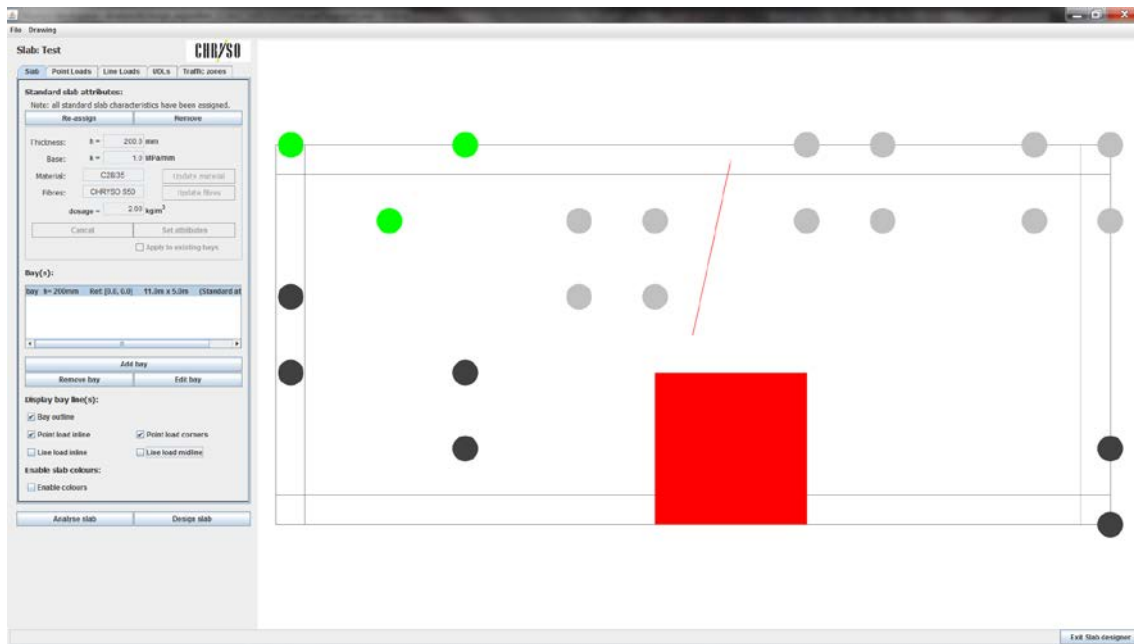 File Drawing
Slab: Test
CHRYSO
Slab Point Loads Line Loads UDLs Traffic zones
Standard slab attributes:
Note: all standard slab characteristics have been assigned.
Re-assign Remove
Thickness: h = 200.0 mm
Base: k = 1.0 MPa/mm
Material: C28/35 Update material
Fibres: CHRYSO S50 Update fibres
dosage = 2.00 kg/m³
Cancel Set attributes
Apply to existing bays
Bay(s):
bay h= 200mm Ref: [0.0, 0.0] 11.0m x 5.0m (Standard at
Add bay
Remove bay Edit bay
Display bay line(s):
Bay outline
Point load inline Point load corners
Line load inline Line load midline
Enable slab colours:
Enable colours
Analyse slab Design slab
Exit Slab designer